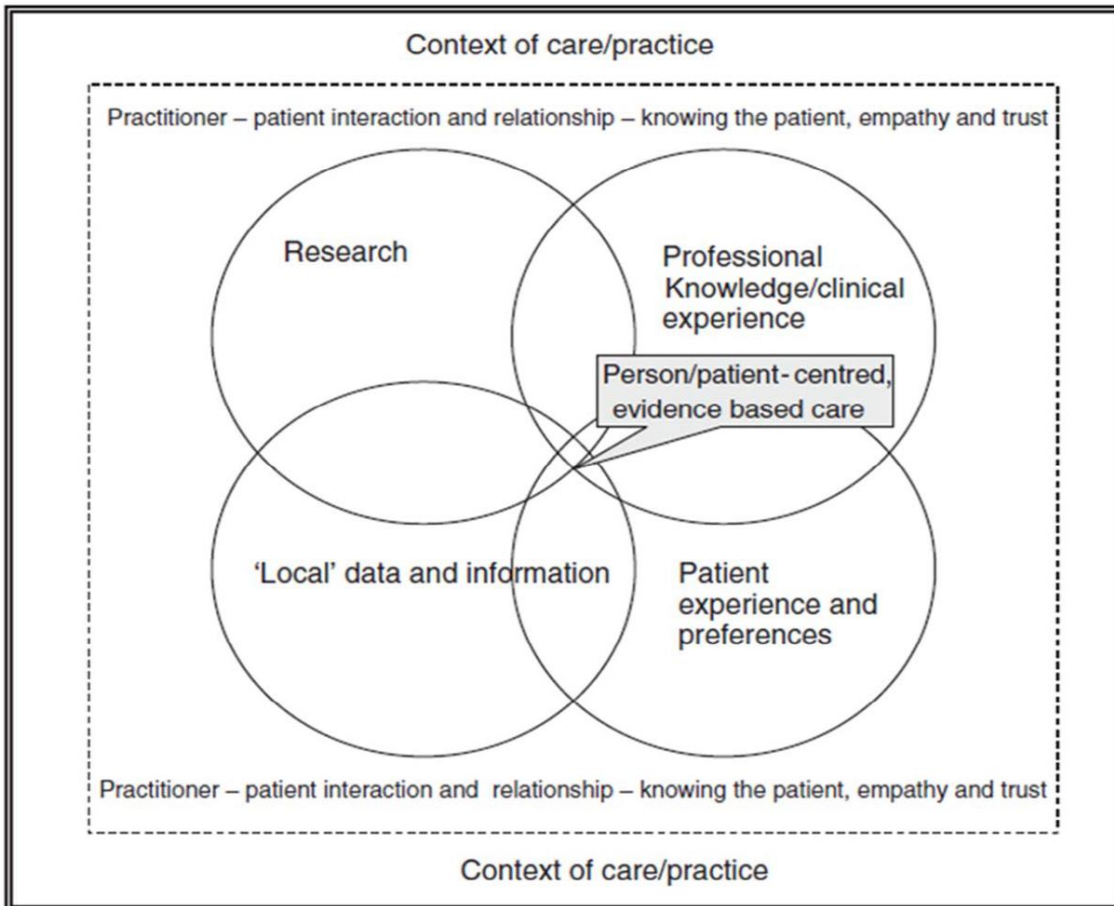 Context of care/practice
Practitioner – patient interaction and relationship – knowing the patient, empathy and trust
Research
Professional
Knowledge/clinical
experience
Person/patient-centred,
evidence based care
‘Local’ data and information
Patient
experience and
preferences
Practitioner – patient interaction and relationship – knowing the patient, empathy and trust
Context of care/practice